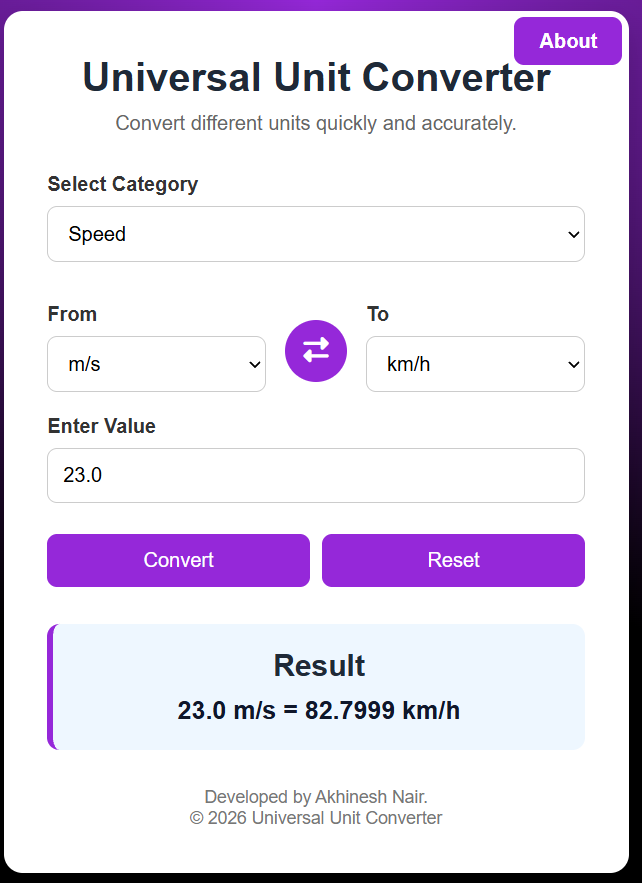 About
Universal Unit Converter
Convert different units quickly and accurately.
Select Category
Speed
From
To
m/s
km/h
Enter Value
23.0
Convert
Reset
Result
23.0 m/s = 82.7999 km/h
Developed by Akhinesh Nair.
© 2026 Universal Unit Converter